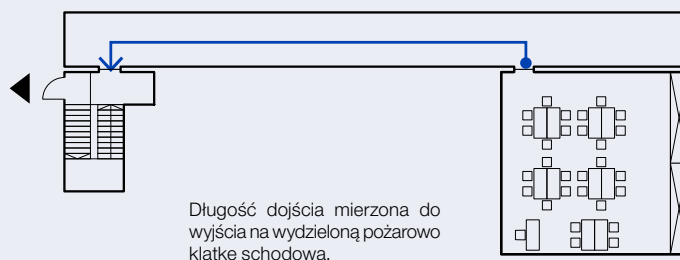 Długość dojścia mierzona do
wyjścia na wydzieloną pożarowo
klatkę schodową.